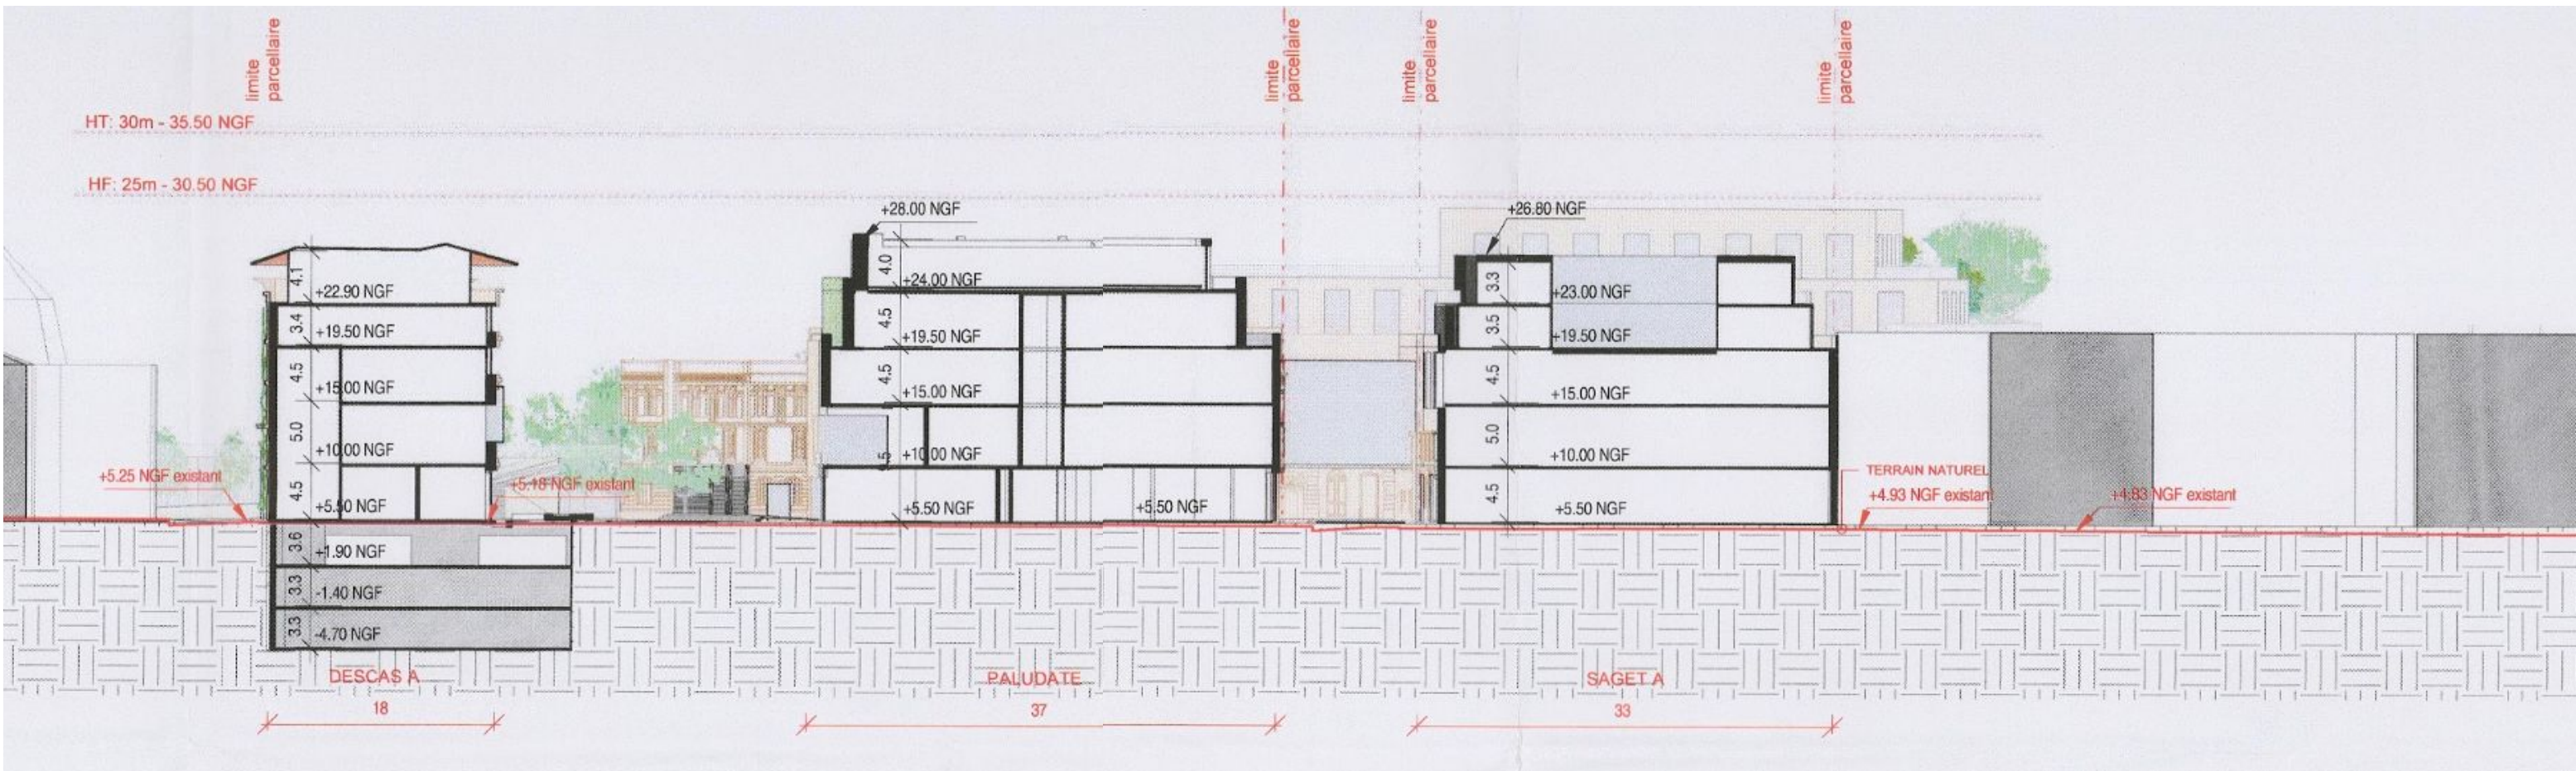 limite
parcellaire
limite
parcellaire
limite
parcellaire
limite
parcellaire
HT: 30m - 35.50 NGF
HF: 25m - 30.50 NGF
4.1
+22.90 NGF
3.4
+19.50 NGF
4.5
+15.00 NGF
5.0
+10.00 NGF
4.5
+5.50 NGF
3.6
+1.90 NGF
3.3
-1.40 NGF
3.3
-4.70 NGF
+5.25 NGF existant
+5.18 NGF existant
+28.00 NGF
4.0
+24.00 NGF
4.5
+19.50 NGF
4.5
+15.00 NGF
+10.00 NGF
+5.50 NGF
+5.50 NGF
+26.80 NGF
3.3
+23.00 NGF
3.5
+19.50 NGF
4.5
+15.00 NGF
5.0
+10.00 NGF
4.5
+5.50 NGF
TERRAIN NATUREL
+4.93 NGF existant
+4.83 NGF existant
DESCAS A
PALUDATE
SAGET A
18
37
33